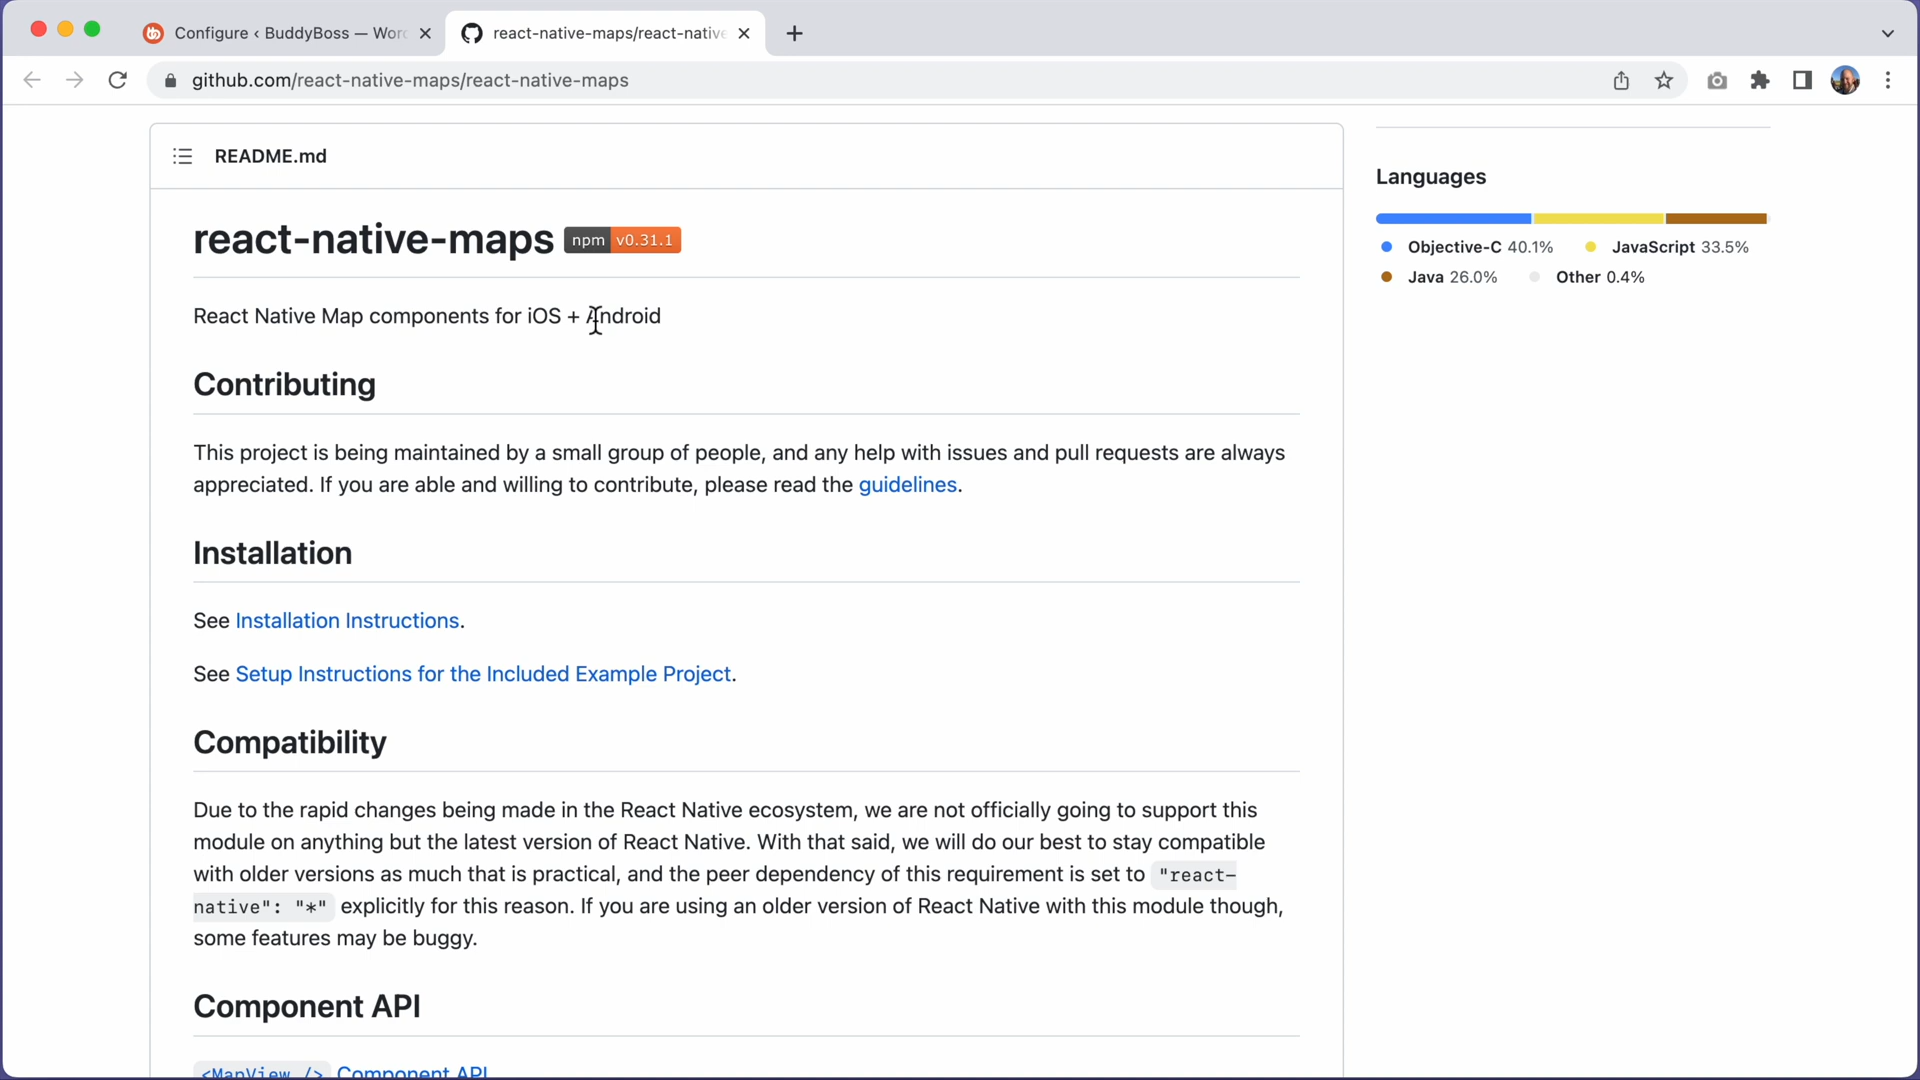 Configure ‹ BuddyBoss — Wor
react-native-maps/react-native
github.com/react-native-maps/react-native-maps
README.md
react-native-maps npm v0.31.1
React Native Map components for iOS + Android
Contributing
This project is being maintained by a small group of people, and any help with issues and pull requests are always
appreciated. If you are able and willing to contribute, please read the guidelines.
Installation
See Installation Instructions.
See Setup Instructions for the Included Example Project.
Compatibility
Due to the rapid changes being made in the React Native ecosystem, we are not officially going to support this
module on anything but the latest version of React Native. With that said, we will do our best to stay compatible
with older versions as much that is practical, and the peer dependency of this requirement is set to "react-
native": "*" explicitly for this reason. If you are using an older version of React Native with this module though,
some features may be buggy.
Component API
<MapView /> Component API
Languages
Objective-C 40.1% JavaScript 33.5%
Java 26.0% Other 0.4%